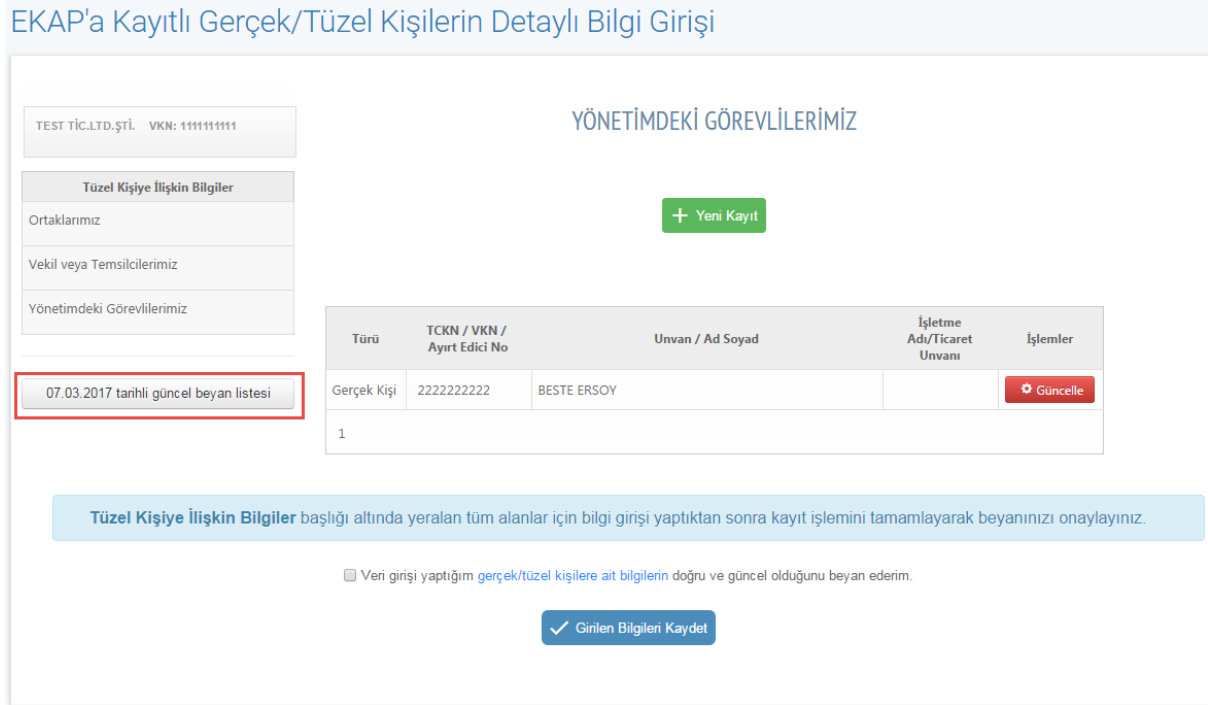 EKAP'a Kayıtlı Gerçek/Tüzel Kişilerin Detaylı Bilgi Girişi
TEST TİC.LTD.ŞTİ. VKN: 1111111111
Tüzel Kişiye İlişkin Bilgiler
Ortaklarımız
Vekil veya Temsilcilerimiz
Yönetimdeki Görevlilerimiz
07.03.2017 tarihli güncel beyan listesi
YÖNETİMDEKİ GÖREVLİLERİMİZ
+ Yeni Kayıt
Türü
TCKN / VKN /
Ayırt Edici No
Unvan / Ad Soyad
İşletme
Adı/Ticaret
Unvanı
İşlemler
Gerçek Kişi
2222222222
BESTE ERSOY
Güncelle
1
Tüzel Kişiye İlişkin Bilgiler başlığı altında yeralan tüm alanlar için bilgi girişi yaptıktan sonra kayıt işlemini tamamlayarak beyanınızı onaylayınız.
Veri girişi yaptığım gerçek/tüzel kişilere ait bilgilerin doğru ve güncel olduğunu beyan ederim.
Girilen Bilgileri Kaydet